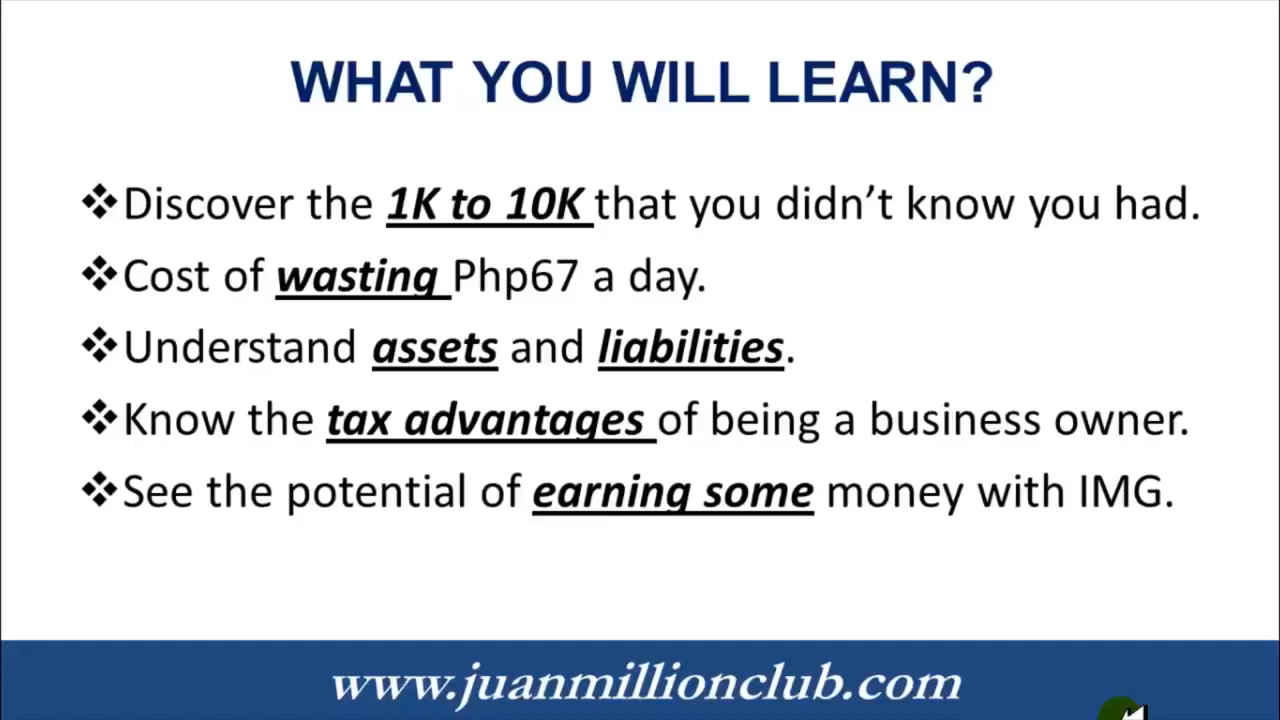 WHAT YOU WILL LEARN?
❖Discover the 1K to 10K that you didn’t know you had.
❖Cost of wasting Php67 a day.
❖Understand assets and liabilities.
❖Know the tax advantages of being a business owner.
❖See the potential of earning some money with IMG.
www.juanmillionclub.com